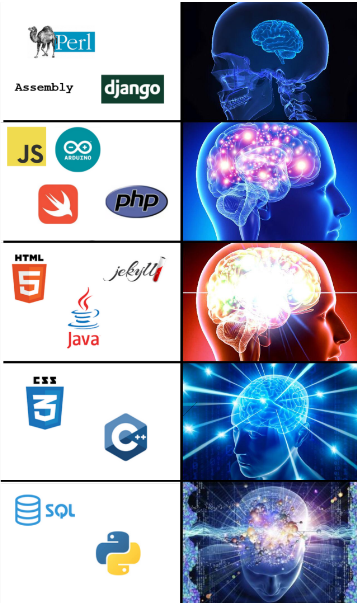 Perl
Assembly
django
JS
ARDUINO
php
HTML
5
jekyll
Java
CSS
3
C++
SQL